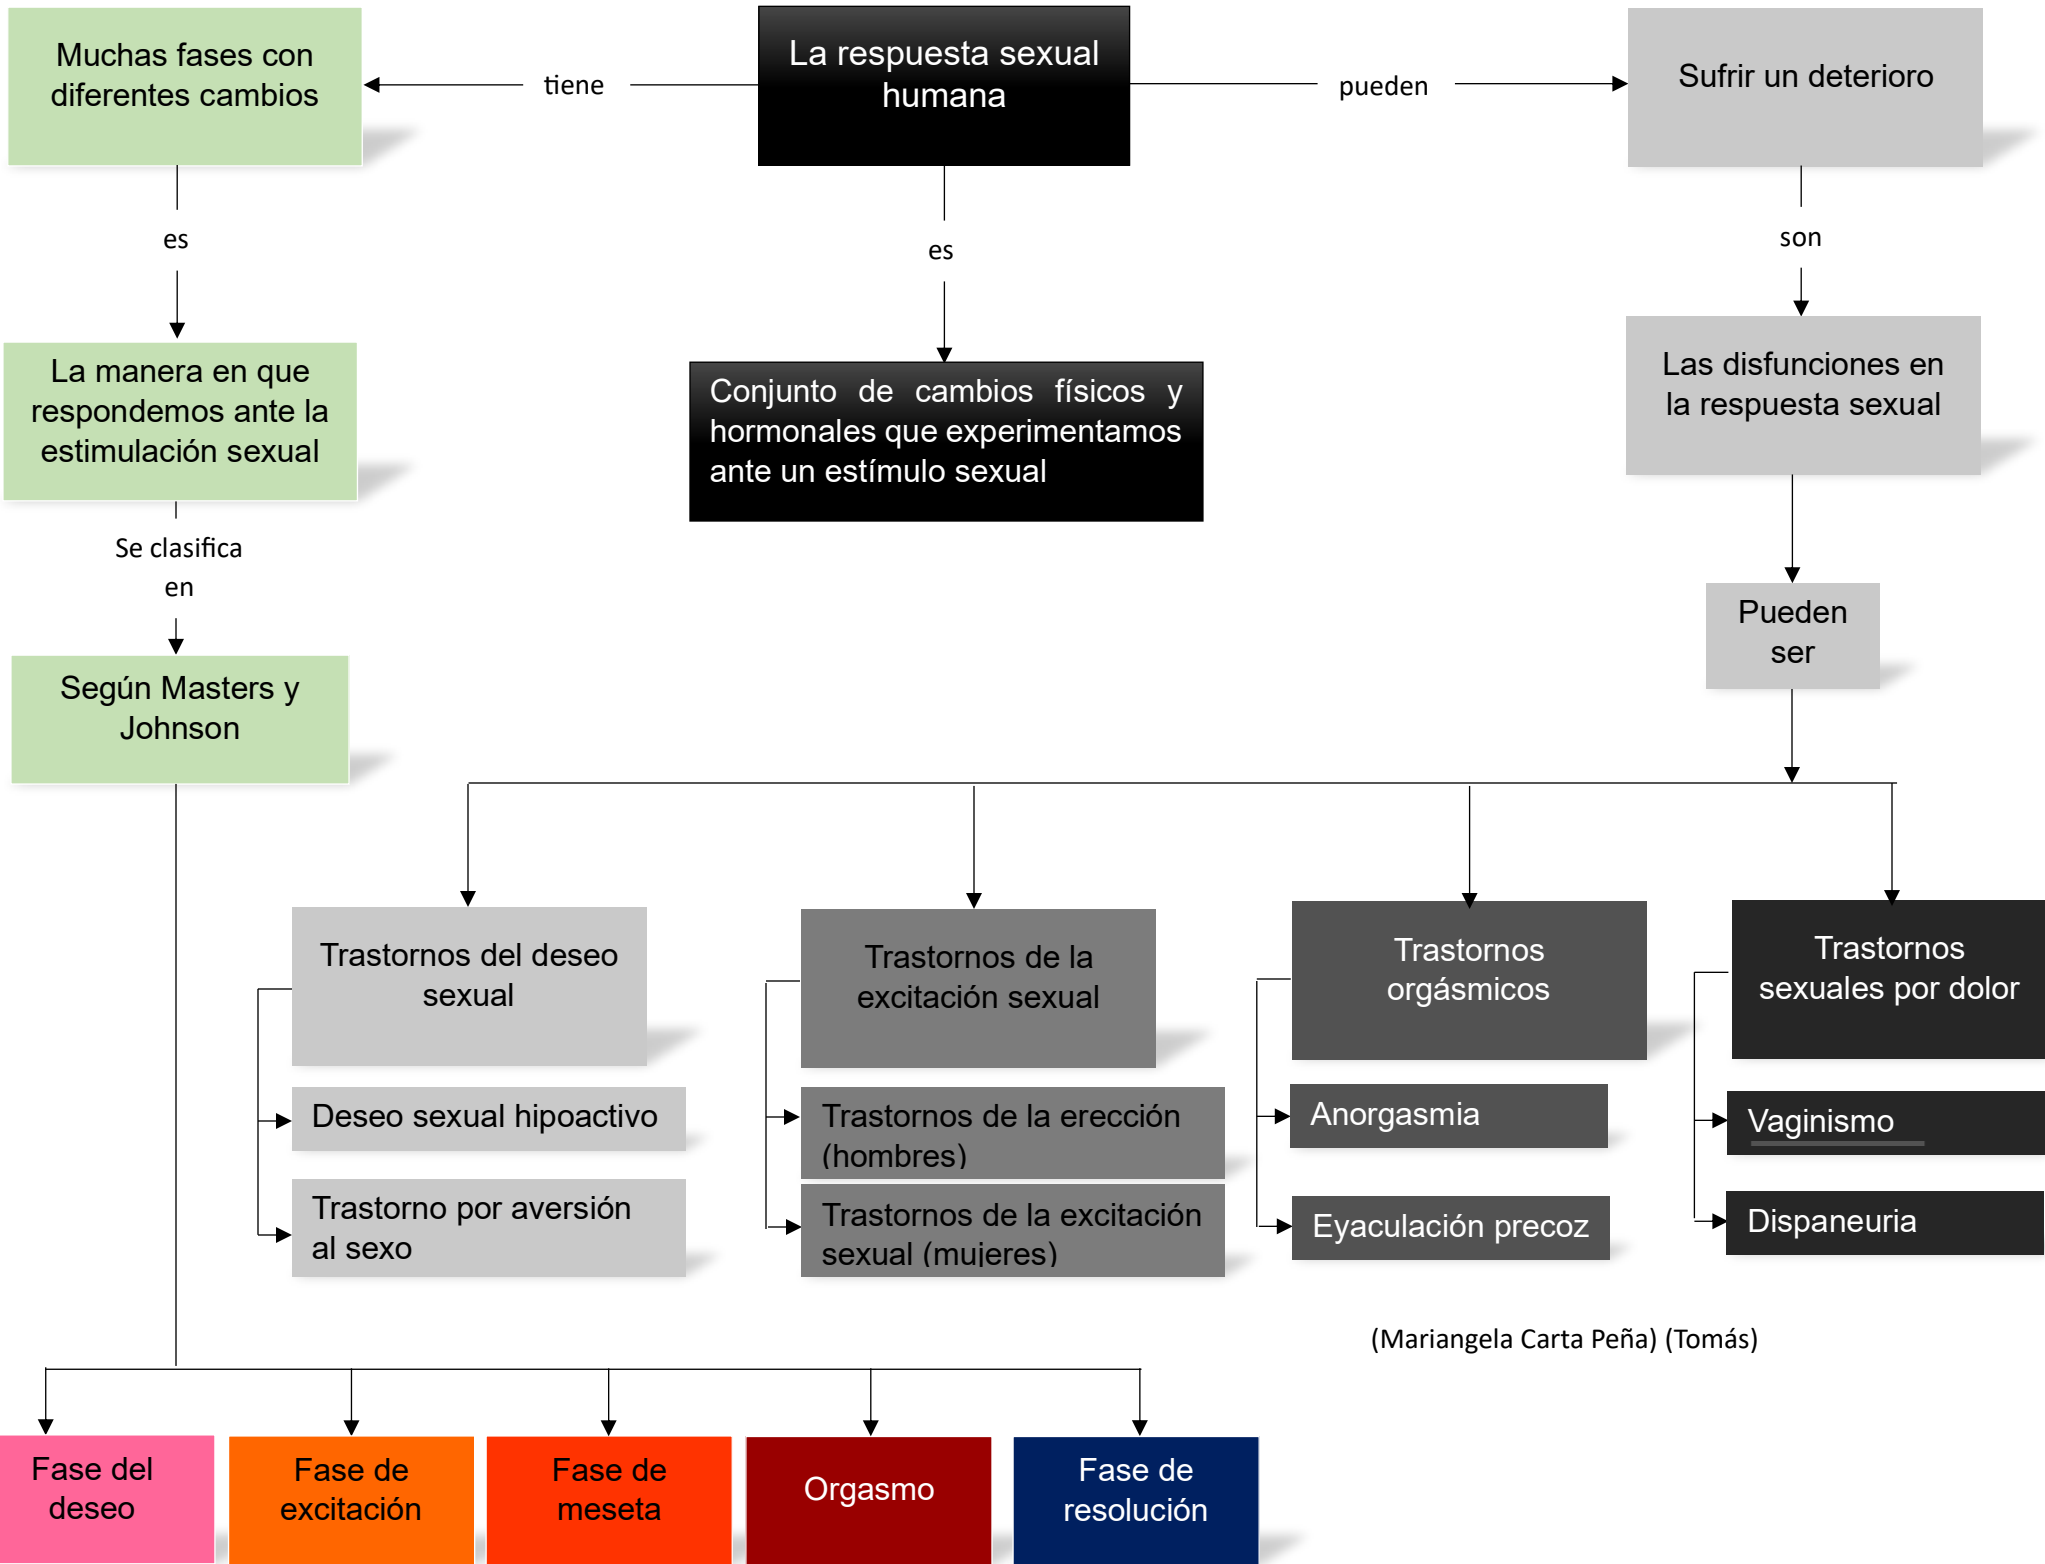 Muchas fases con
diferentes cambios
tiene
La respuesta sexual
humana
pueden
Sufrir un deterioro
es
es
son
La manera en que
respondemos ante la
estimulación sexual
Conjunto de cambios físicos y
hormonales que experimentamos
ante un estímulo sexual
Las disfunciones en
la respuesta sexual
Se clasifica
en
Pueden
ser
Según Masters y
Johnson
Trastornos del deseo
sexual
Trastornos de la
excitación sexual
Trastornos
orgásmicos
Trastornos
sexuales por dolor
Deseo sexual hipoactivo
Trastornos de la erección
(hombres)
Anorgasmia
Vaginismo
Trastorno por aversión
al sexo
Trastornos de la excitación
sexual (mujeres)
Eyaculación precoz
Dispaneuria
(Mariangela Carta Peña) (Tomás)
Fase del
deseo
Fase de
excitación
Fase de
meseta
Orgasmo
Fase de
resolución